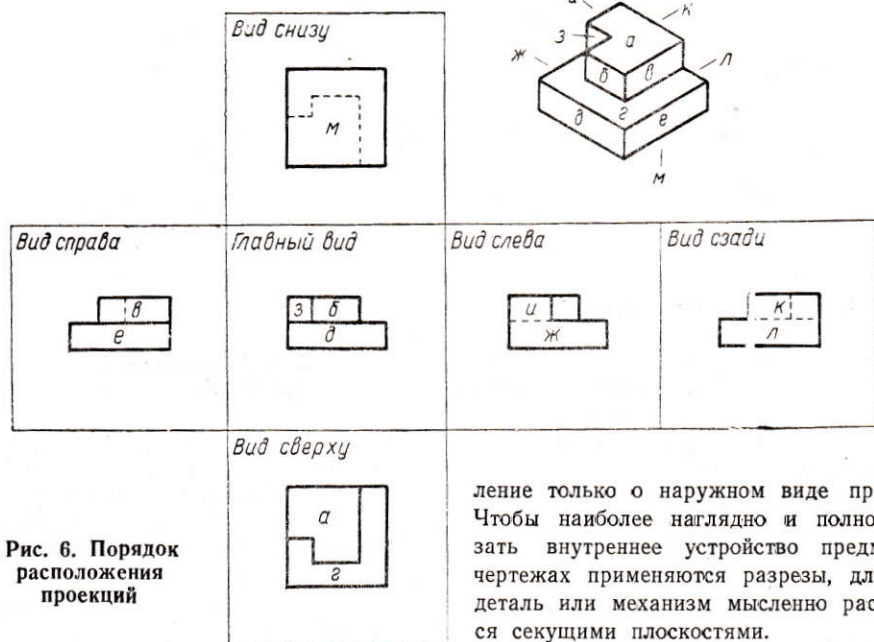 Вид снизу
м
и
к
з
а
ж
б
в
л
г
д
е
м
Вид справа
в
е
Главный вид
з б
д
Вид слева
и
ж
Вид сзади
к
л
Вид сверху
а
г
Рис. 6. Порядок
расположения
проекций
ление только о наружном виде пр
Чтобы наиболее наглядно и полно
зать внутреннее устройство предм
чертежах применяются разрезы, дл
деталь или механизм мысленно рас
ся секущими плоскостями.